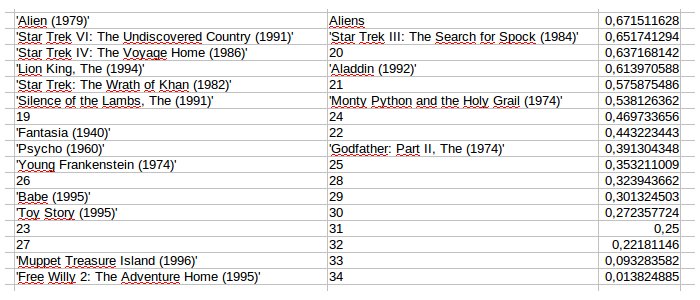 'Alien (1979)' Aliens 0,671511628
'Star Trek VI: The Undiscovered Country (1991)' 'Star Trek III: The Search for Spock (1984)' 0,651741294
'Star Trek IV: The Voyage Home (1986)' 20 0,637168142
'Lion King, The (1994)' 'Aladdin (1992)' 0,613970588
'Star Trek: The Wrath of Khan (1982)' 21 0,575875486
'Silence of the Lambs, The (1991)' 'Monty Python and the Holy Grail (1974)' 0,538126362
19 24 0,469733656
'Fantasia (1940)' 22 0,443223443
'Psycho (1960)' 'Godfather: Part II, The (1974)' 0,391304348
'Young Frankenstein (1974)' 25 0,353211009
26 28 0,323943662
'Babe (1995)' 29 0,301324503
'Toy Story (1995)' 30 0,272357724
23 31 0,25
27 32 0,22181146
'Muppet Treasure Island (1996)' 33 0,093283582
'Free Willy 2: The Adventure Home (1995)' 34 0,013824885